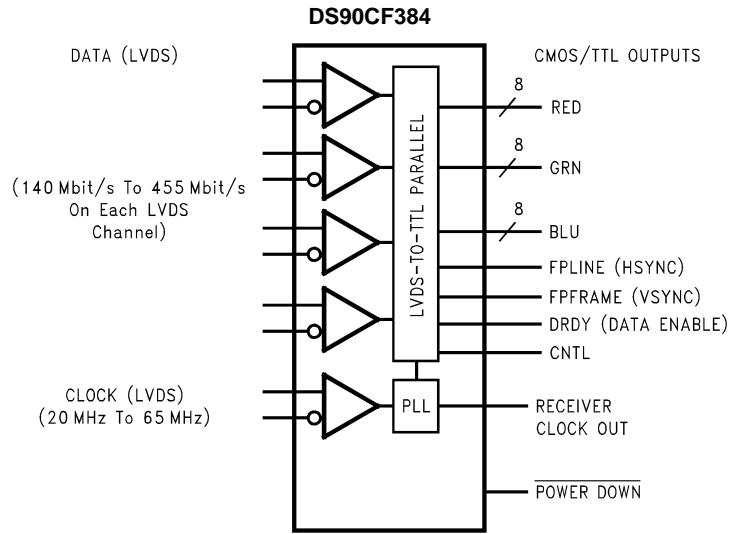 DS90CF384
DATA (LVDS)
CMOS/TTL OUTPUTS
8
RED
8
GRN
(140 Mbit/s To 455 Mbit/s
On Each LVDS
Channel)
8
BLU
LVDS-TO-TTL PARALLEL
FPLINE (HSYNC)
FPFRAME (VSYNC)
DRDY (DATA ENABLE)
CNTL
CLOCK (LVDS)
(20 MHz To 65 MHz)
PLL
RECEIVER
CLOCK OUT
POWER DOWN